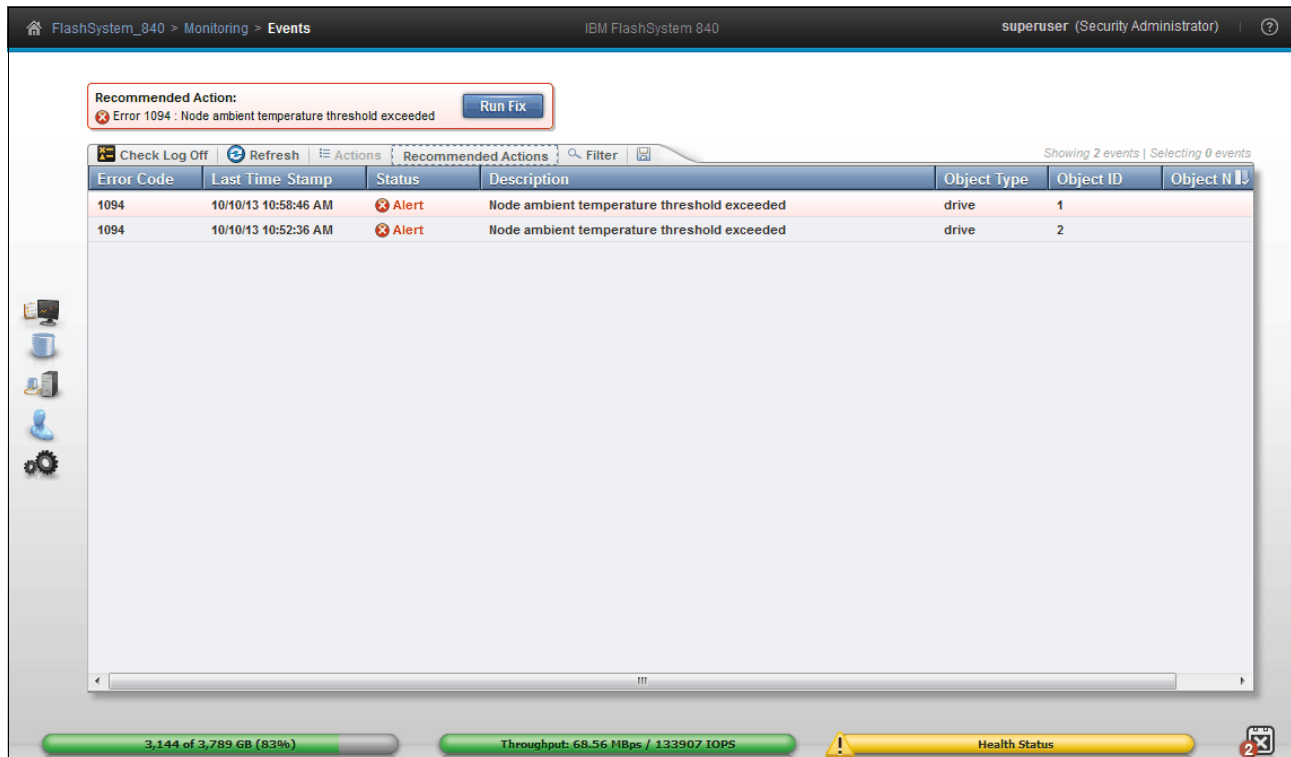 FlashSystem_840 > Monitoring > Events IBM FlashSystem 840 superuser (Security Administrator) | ?
Recommended Action:
Error 1094 : Node ambient temperature threshold exceeded
Run Fix
Check Log Off Refresh Actions Recommended Actions Filter Showing 2 events | Selecting 0 events
Error Code Last Time Stamp Status Description Object Type Object ID Object N
1094 10/10/13 10:58:46 AM Alert Node ambient temperature threshold exceeded drive 1
1094 10/10/13 10:52:36 AM Alert Node ambient temperature threshold exceeded drive 2
3,144 of 3,789 GB (83%) Throughput: 68.56 MBps / 133907 IOPS ! Health Status 2